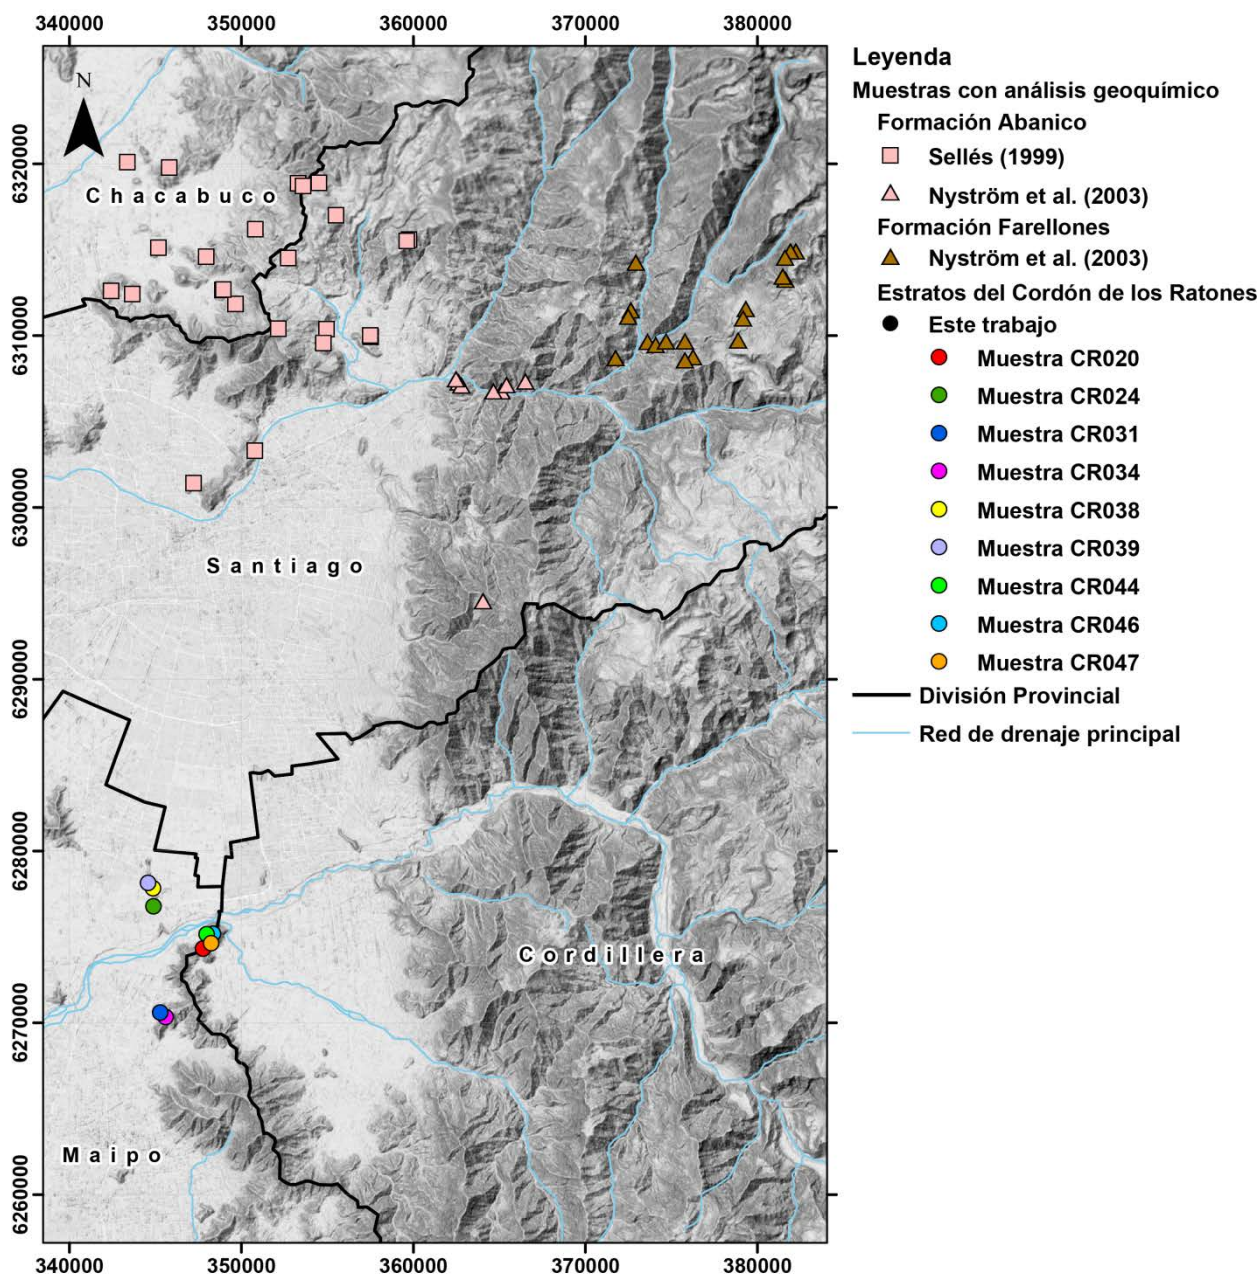 340000 350000 360000 370000 380000
N
6320000
6310000
6300000
6290000
6280000
6270000
6260000
Chacabuco
Santiago
Cordillera
Maipo
340000 350000 360000 370000 380000
Leyenda
Muestras con análisis geoquímico
Formación Abanico
Sellés (1999)
Nyström et al. (2003)
Formación Farellones
Nyström et al. (2003)
Estratos del Cordón de los Ratones
Este trabajo
Muestra CR020
Muestra CR024
Muestra CR031
Muestra CR034
Muestra CR038
Muestra CR039
Muestra CR044
Muestra CR046
Muestra CR047
División Provincial
Red de drenaje principal